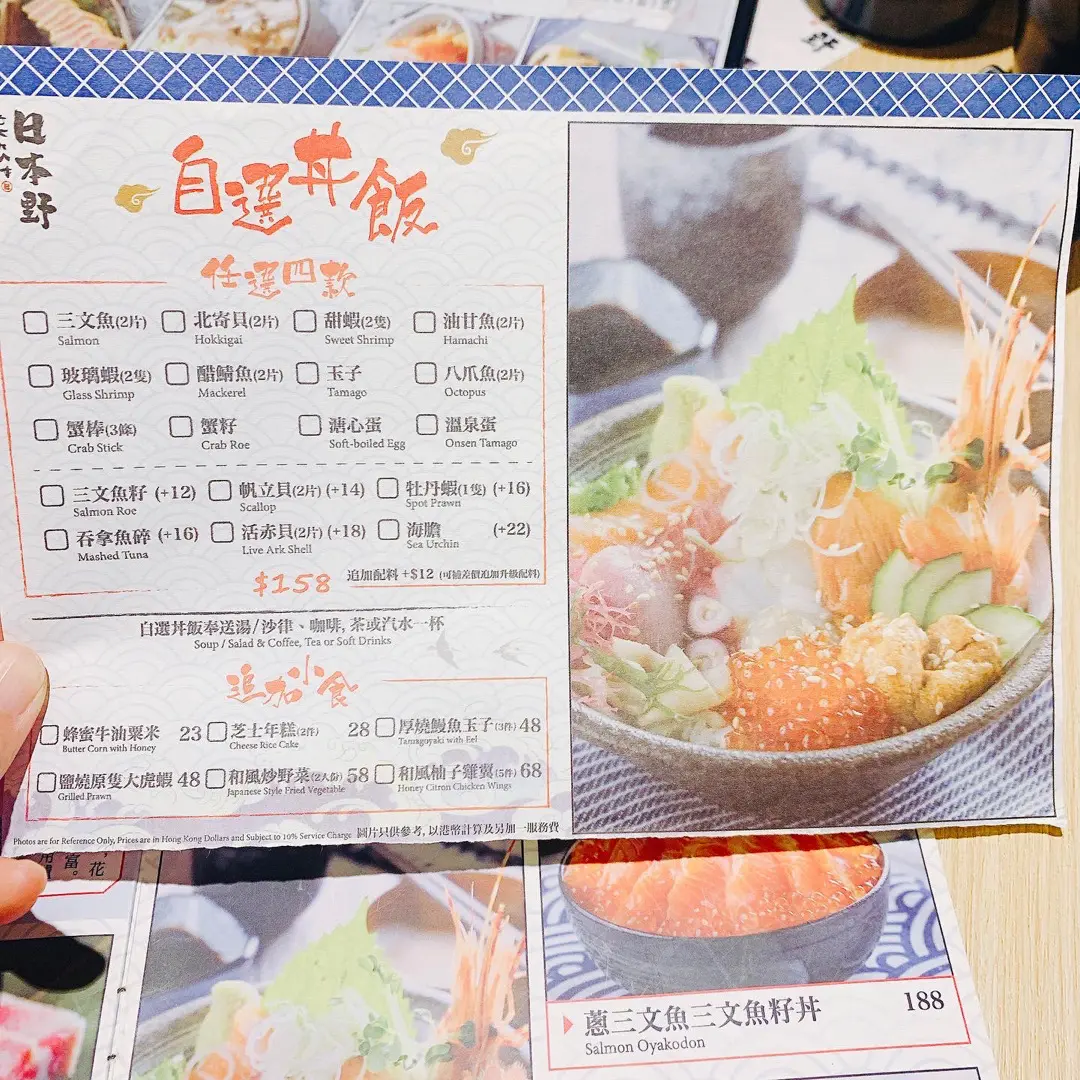 野
日本野
自選丼飯
任選四款
三文魚(2片) 北寄貝(2片) 甜蝦(2隻) 油甘魚(2片)
Salmon Hokkigai Sweet Shrimp Hamachi
玻璃蝦(2隻) 醋鯖魚(2片) 玉子 八爪魚(2片)
Glass Shrimp Mackerel Tamago Octopus
蟹棒(3條) 蟹籽 溏心蛋 溫泉蛋
Crab Stick Crab Roe Soft-boiled Egg Onsen Tamago
三文魚籽 (+12) 帆立貝(2片) (+14) 牡丹蝦(1隻) (+16)
Salmon Roe Scallop Spot Prawn
吞拿魚碎 (+16) 活赤貝(2片) (+18) 海膽 (+22)
Mashed Tuna Live Ark Shell Sea Urchin
$158 追加配料 +$12 (可補差價追加升級配料)
自選丼飯奉送湯/沙律、咖啡, 茶或汽水一杯
Soup / Salad & Coffee, Tea or Soft Drinks
追加小食
蜂蜜牛油粟米 23 芝士年糕(2件) 28 厚燒鰻魚玉子(3件) 48
Butter Corn with Honey Cheese Rice Cake Tamagoyaki with Eel
鹽燒原隻大虎蝦 48 和風炒野菜(2人份) 58 和風柚子雞翼(5件) 68
Grilled Prawn Japanese Style Fried Vegetable Honey Citron Chicken Wings
Photos are for Reference Only, Prices are in Hong Kong Dollars and Subject to 10% Service Charge 圖片只供參考, 以港幣計算及另加一服務費
花
富。
蔥三文魚三文魚籽丼 188
Salmon Oyakodon